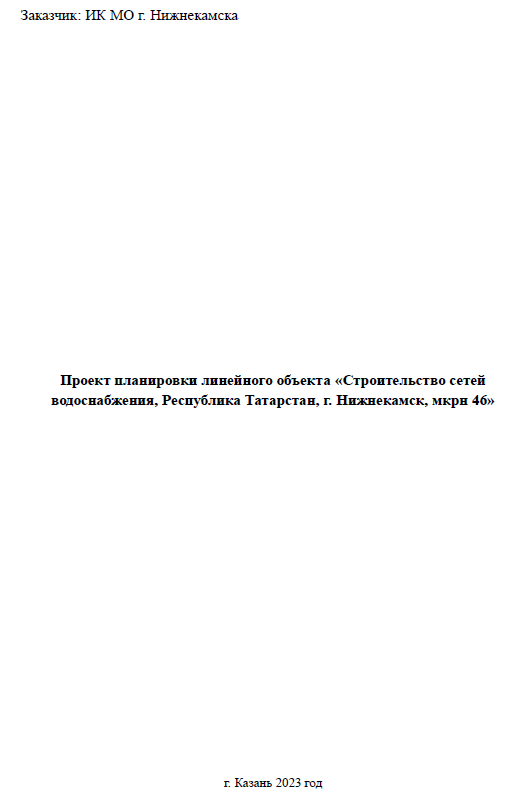 Заказчик: ИК МО г. Нижнекамска
Проект планировки линейного объекта «Строительство сетей
водоснабжения, Республика Татарстан, г. Нижнекамск, мкрн 46»
г. Казань 2023 год